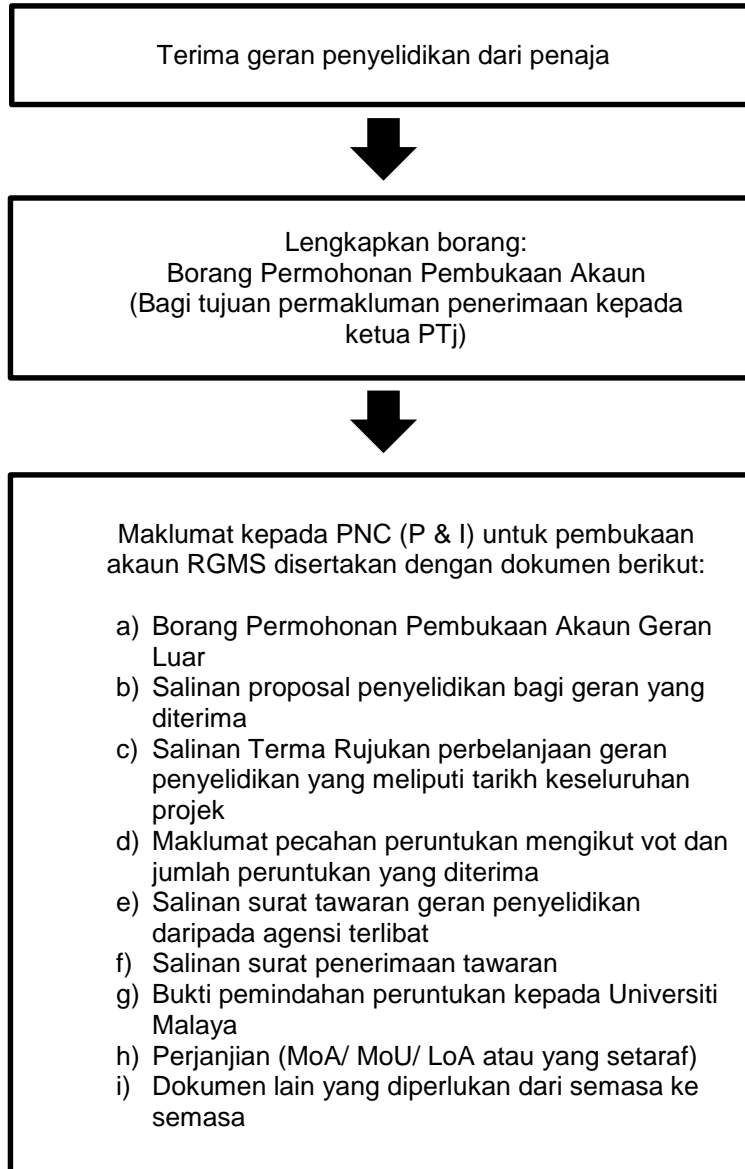 Terima geran penyelidikan dari penaja
Lengkapkan borang:
Borang Permohonan Pembukaan Akaun
(Bagi tujuan permakluman penerimaan kepada
ketua PTj)
Maklumat kepada PNC (P & I) untuk pembukaan
akaun RGMS disertakan dengan dokumen berikut:
a) Borang Permohonan Pembukaan Akaun Geran
Luar
b) Salinan proposal penyelidikan bagi geran yang
diterima
c) Salinan Terma Rujukan perbelanjaan geran
penyelidikan yang meliputi tarikh keseluruhan
projek
d) Maklumat pecahan peruntukan mengikut vot dan
jumlah peruntukan yang diterima
e) Salinan surat tawaran geran penyelidikan
daripada agensi terlibat
f) Salinan surat penerimaan tawaran
g) Bukti pemindahan peruntukan kepada Universiti
Malaya
h) Perjanjian (MoA/ MoU/ LoA atau yang setaraf)
i) Dokumen lain yang diperlukan dari semasa ke
semasa